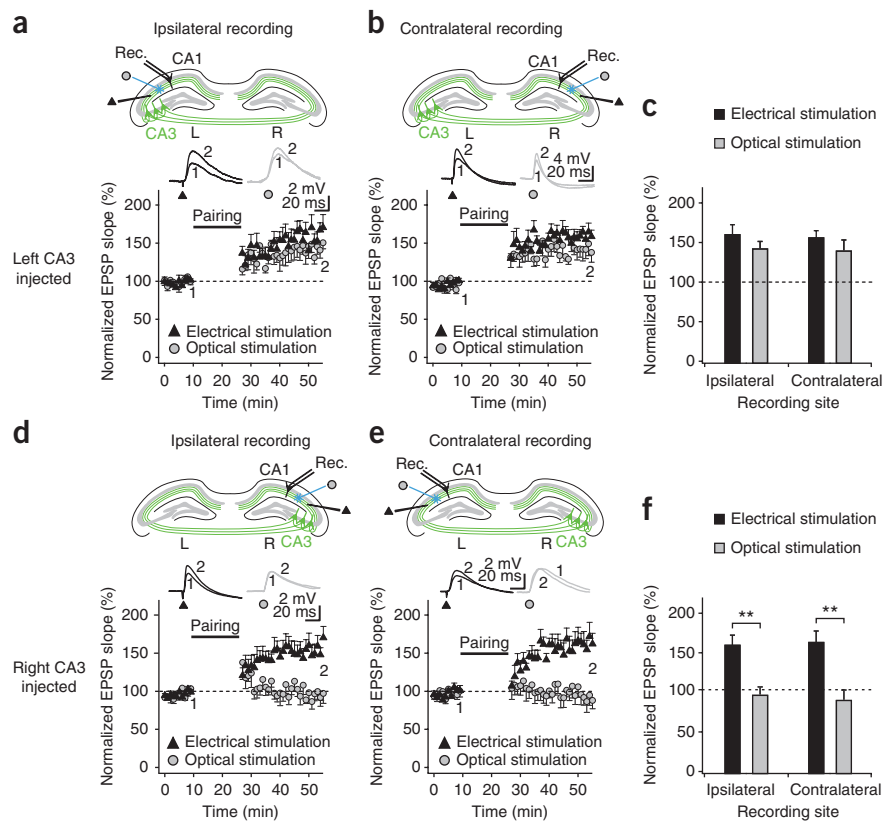 a
Ipsilateral recording
Rec.
CA1
CA3
L
R
2
1
2
1
2 mV
20 ms
Pairing
Normalized EPSP slope (%)
200
150
100
50
0
1
2
Electrical stimulation
Optical stimulation
0 10 20 30 40 50
Time (min)
Left CA3
injected
b
Contralateral recording
Rec.
CA1
CA3
L
R
2
1
2
1
4 mV
20 ms
Pairing
Normalized EPSP slope (%)
200
150
100
50
0
1
2
Electrical stimulation
Optical stimulation
0 10 20 30 40 50
Time (min)
c
Electrical stimulation
Optical stimulation
Normalized EPSP slope (%)
200
150
100
50
0
Ipsilateral Contralateral
Recording site
d
Ipsilateral recording
Rec.
CA1
CA3
L
R
2
1
2
1
2 mV
20 ms
Pairing
Normalized EPSP slope (%)
200
150
100
50
0
1
2
Electrical stimulation
Optical stimulation
0 10 20 30 40 50
Time (min)
Right CA3
injected
e
Contralateral recording
Rec.
CA1
CA3
L
R
2
1
2 mV
20 ms
1
2
Pairing
Normalized EPSP slope (%)
200
150
100
50
0
1
2
Electrical stimulation
Optical stimulation
0 10 20 30 40 50
Time (min)
f
Electrical stimulation
Optical stimulation
Normalized EPSP slope (%)
200
150
100
50
0
** **
Ipsilateral Contralateral
Recording site